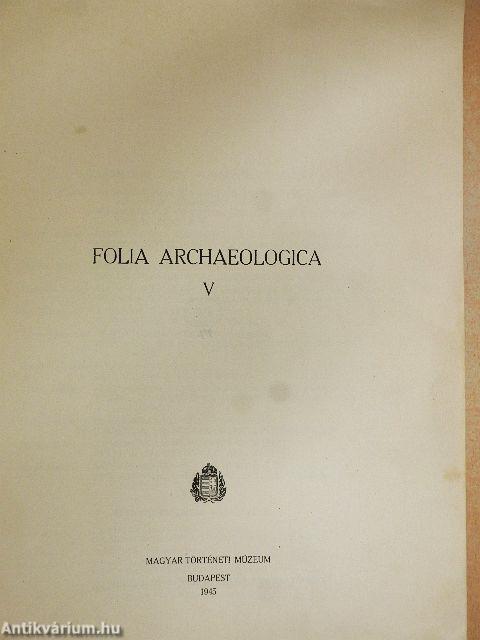 FOLIA ARCHAEOLOGICA
V
MAGYAR TÖRTÉNETI MÚZEUM
BUDAPEST
1945
Antikvárium.hu